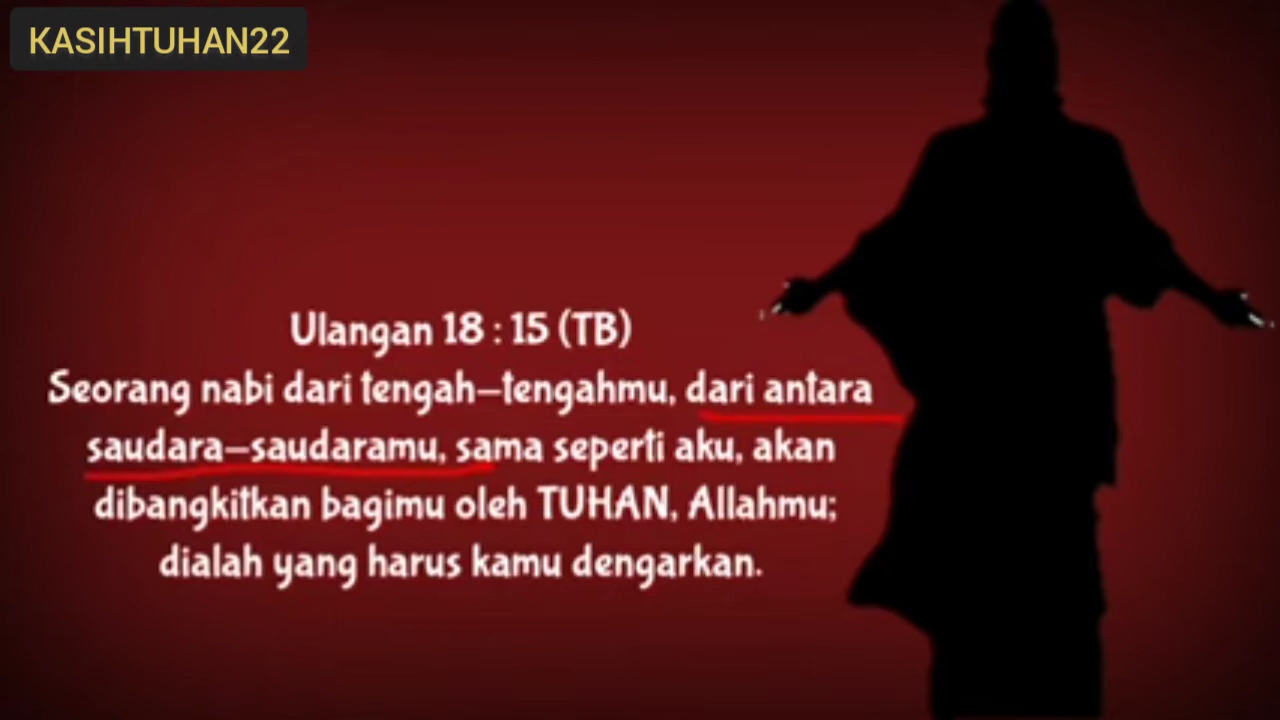 KASIHTUHAN22
Ulangan 18 : 15 (TB)
Seorang nabi dari tengah-tengahmu, dari antara
saudara-saudaramu, sama seperti aku, akan
dibangkitkan bagimu oleh TUHAN, Allahmu;
dialah yang harus kamu dengarkan.